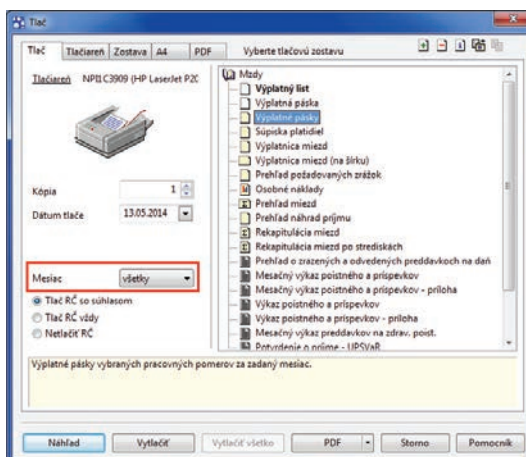 Tlač
Tlač Tlačiareň Zostava A4 PDF Vyberte tlačovú zostavu
Tlačiareň NPI1C3909 (HP LaserJet P20
Kópia 1
Dátum tlače 13.05.2014
Mesiac všetky
Tlač RČ so súhlasom
Tlač RČ vždy
Netlačiť RČ
Mzdy
Výplatný list
Výplatná páska
Výplatné pásky
Súpiska platidiel
Výplatnica miezd
Výplatnica miezd (na šírku)
Prehľad požadovaných zrážok
Osobné náklady
Prehľad miezd
Prehľad náhrad príjmu
Rekapitulácia miezd
Rekapitulácia miezd po strediskách
Prehľad o zrazených a odvedených preddavkoch na daň
Mesačný výkaz poistného a príspevkov
Mesačný výkaz poistného a príspevkov - príloha
Výkaz poistného a príspevkov
Výkaz poistného a príspevkov - príloha
Mesačný výkaz preddavkov na zdrav. poist.
Potvrdenie o príjme - UPSVaR
Výplatné pásky vybraných pracovných pomerov za zadaný mesiac.
Náhľad Vytlačiť Vytlačiť všetko PDF Storno Pomocník